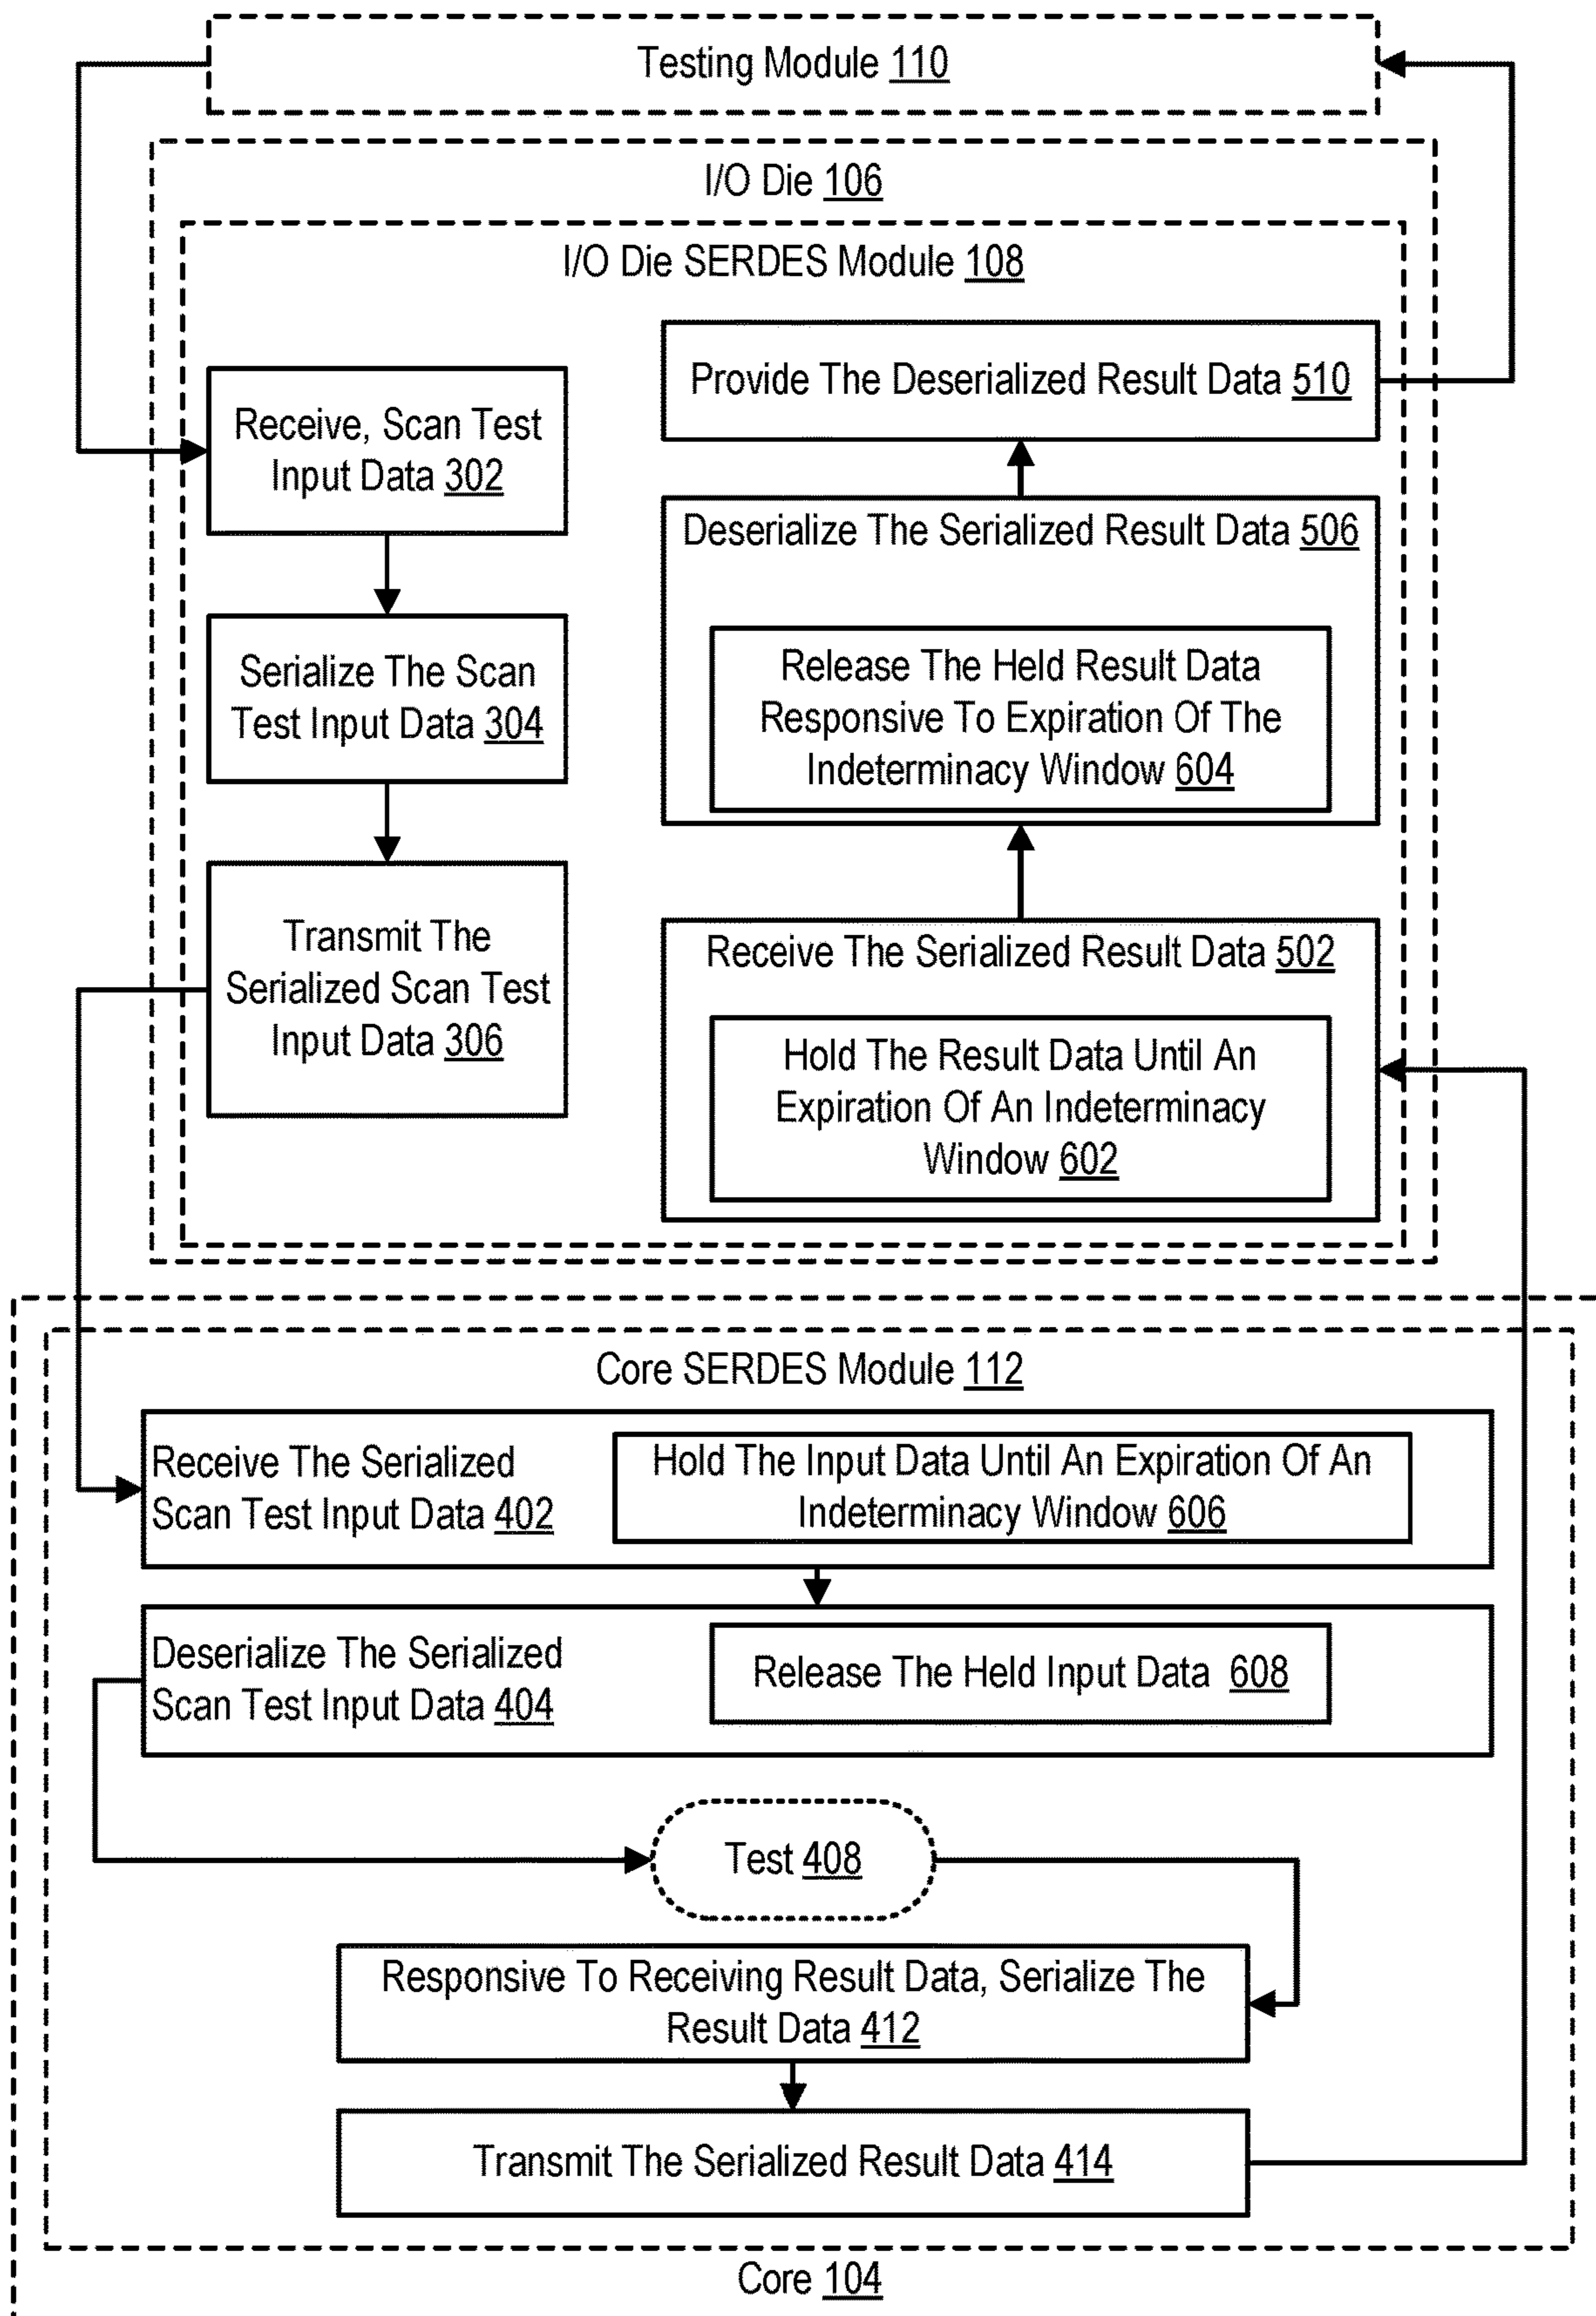 Testing Module 110
I/O Die 106
I/O Die SERDES Module 108
Receive, Scan Test
Input Data 302
Serialize The Scan
Test Input Data 304
Transmit The
Serialized Scan Test
Input Data 306
Provide The Deserialized Result Data 510
Deserialize The Serialized Result Data 506
Release The Held Result Data
Responsive To Expiration Of The
Indeterminacy Window 604
Receive The Serialized Result Data 502
Hold The Result Data Until An
Expiration Of An Indeterminacy
Window 602
Core SERDES Module 112
Receive The Serialized
Scan Test Input Data 402
Hold The Input Data Until An Expiration Of An
Indeterminacy Window 606
Deserialize The Serialized
Scan Test Input Data 404
Release The Held Input Data 608
Test 408
Responsive To Receiving Result Data, Serialize The
Result Data 412
Transmit The Serialized Result Data 414
Core 104